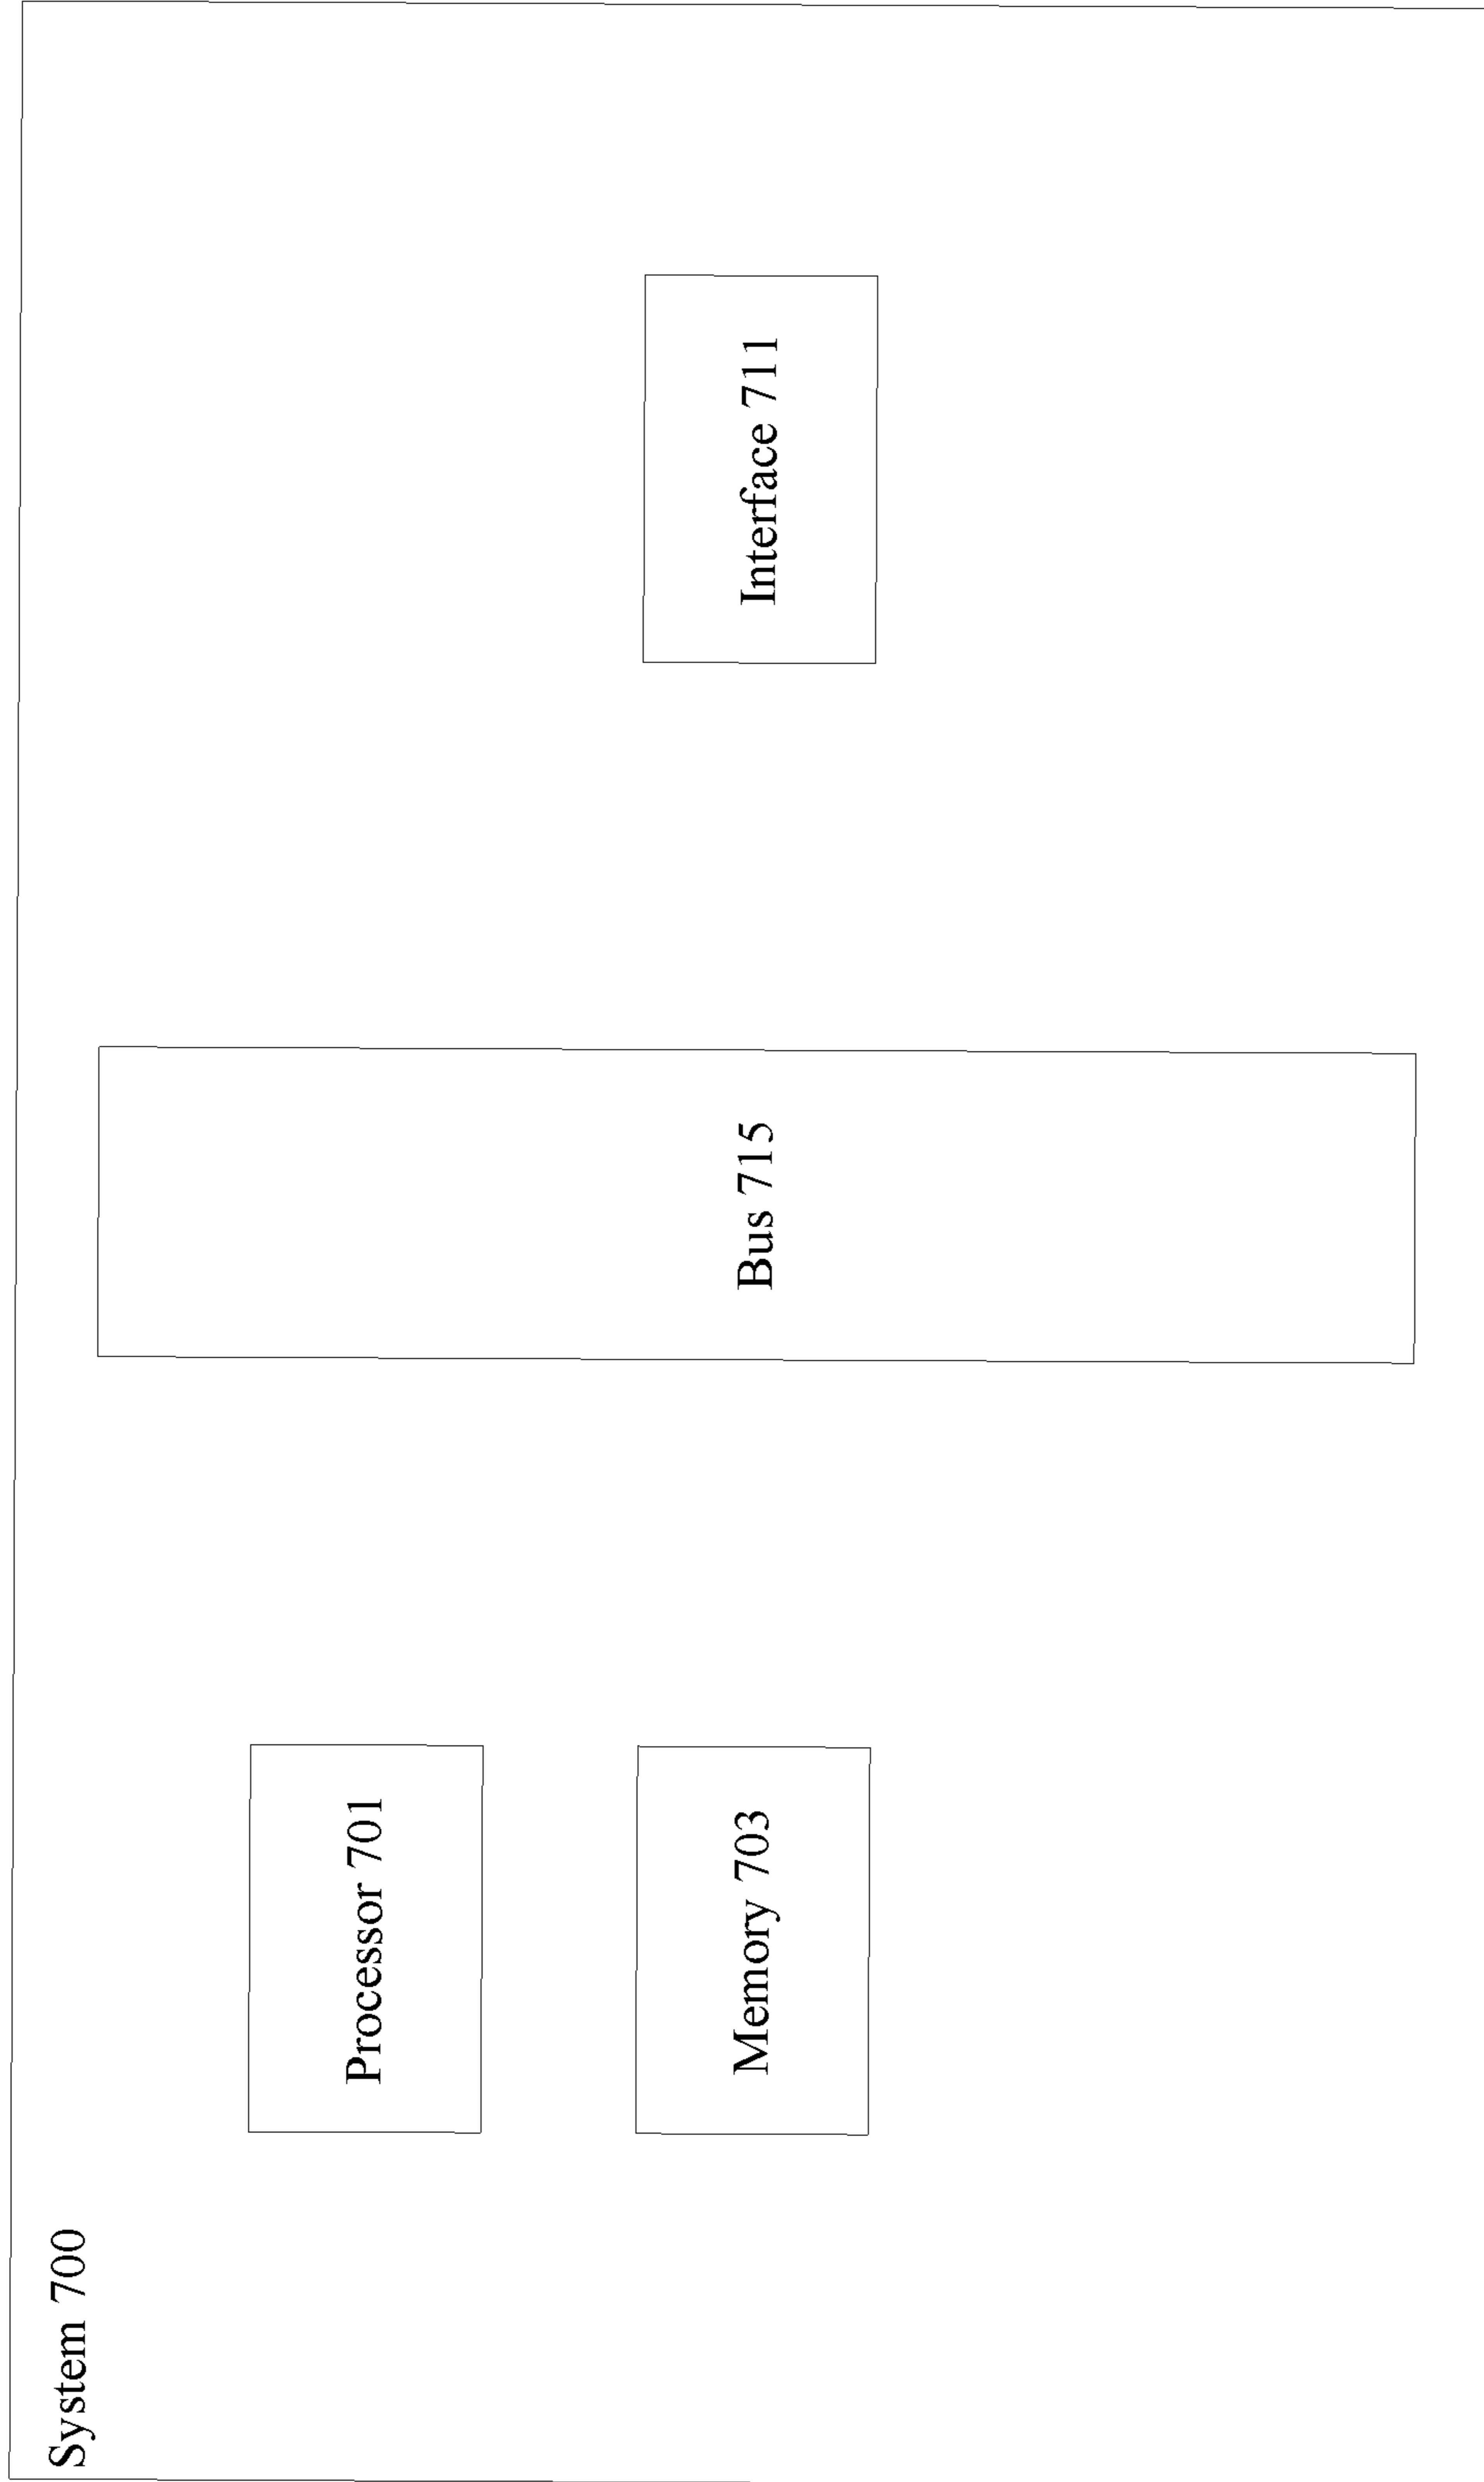 System 700
Processor 701
Memory 703
Bus 715
Interface 711